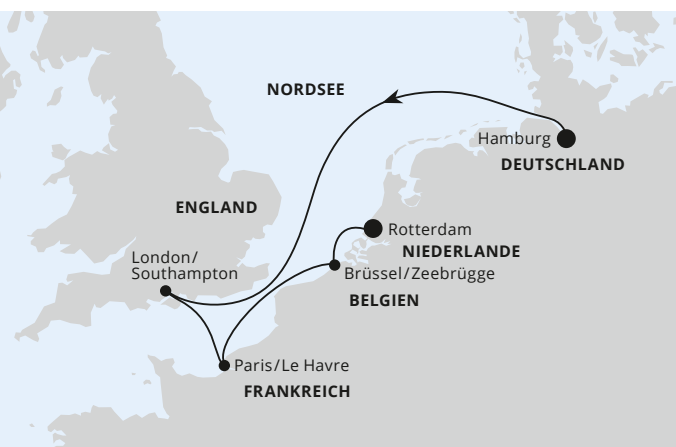 NORDSEE
Hamburg
DEUTSCHLAND
ENGLAND
Rotterdam
NIEDERLANDE
London/
Southampton
Brüssel/Zeebrügge
BELGIEN
Paris/Le Havre
FRANKREICH